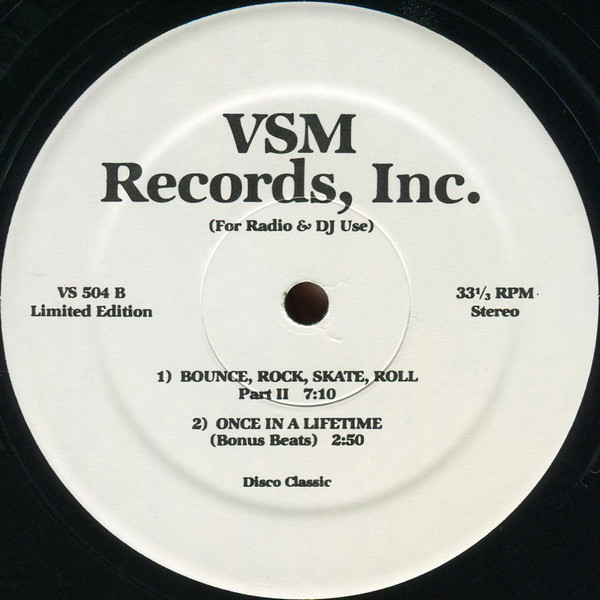 VSM
Records, Inc.
(For Radio & DJ Use)
VS 504 B
Limited Edition
33⅓ RPM
Stereo
1) BOUNCE, ROCK, SKATE, ROLL
Part II 7:10
2) ONCE IN A LIFETIME
(Bonus Beats) 2:50
Disco Classic